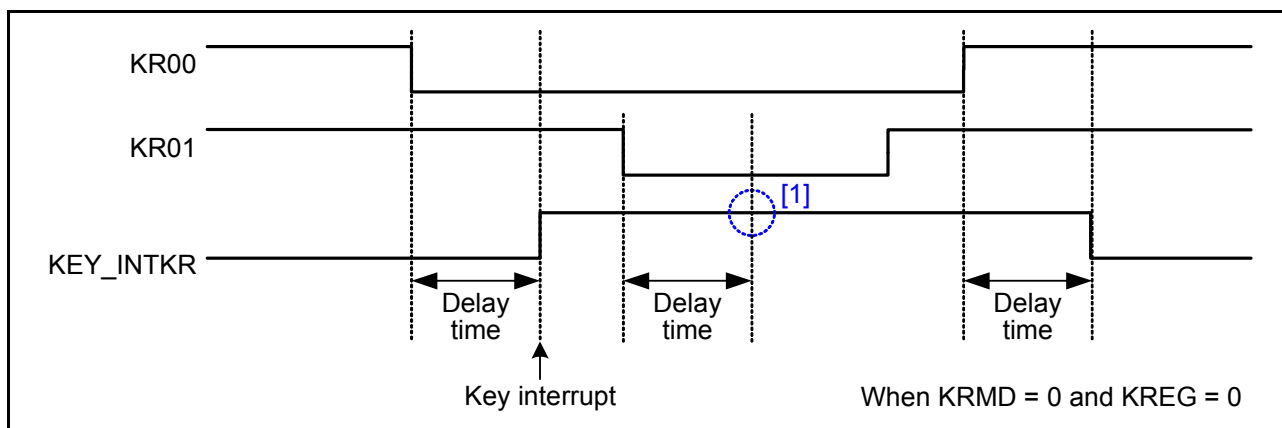 KR00
KR01
[1]
KEY_INTKR
Delay
time
Delay
time
Delay
time
Key interrupt
When KRMD = 0 and KREG = 0